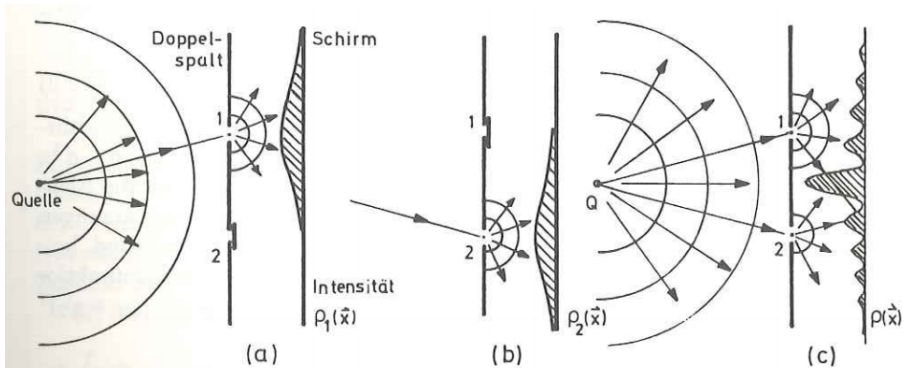 Doppel-
spalt
Schirm
1
Quelle
2
Intensität
ρ₁(x⃗)
(a)
1
2
ρ₂(x⃗)
(b)
Q
1
2
ρ(x⃗)
(c)